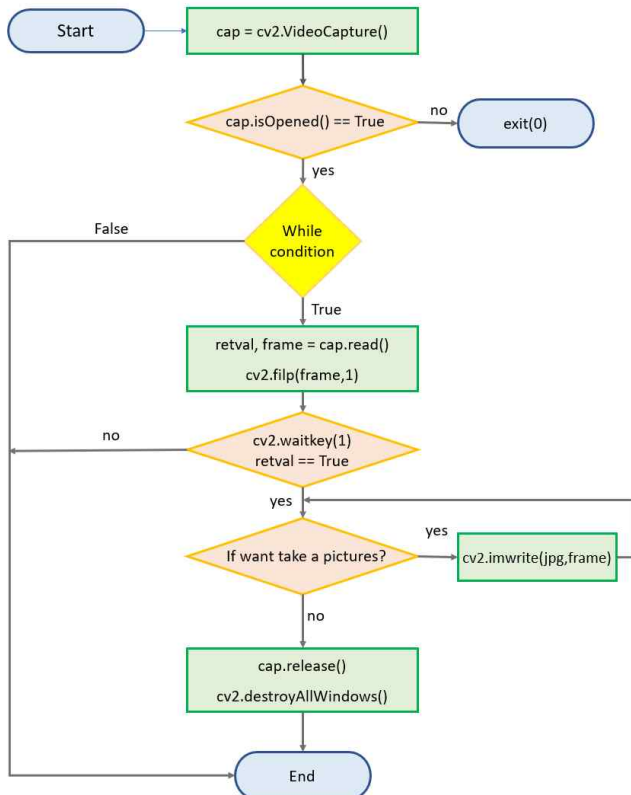 Start
cap = cv2.VideoCapture()
cap.isOpened() == True
no
exit(0)
yes
While
condition
False
True
retval, frame = cap.read()
cv2.filp(frame,1)
cv2.waitkey(1)
retval == True
no
yes
If want take a pictures?
yes
cv2.imwrite(jpg,frame)
no
cap.release()
cv2.destroyAllWindows()
End